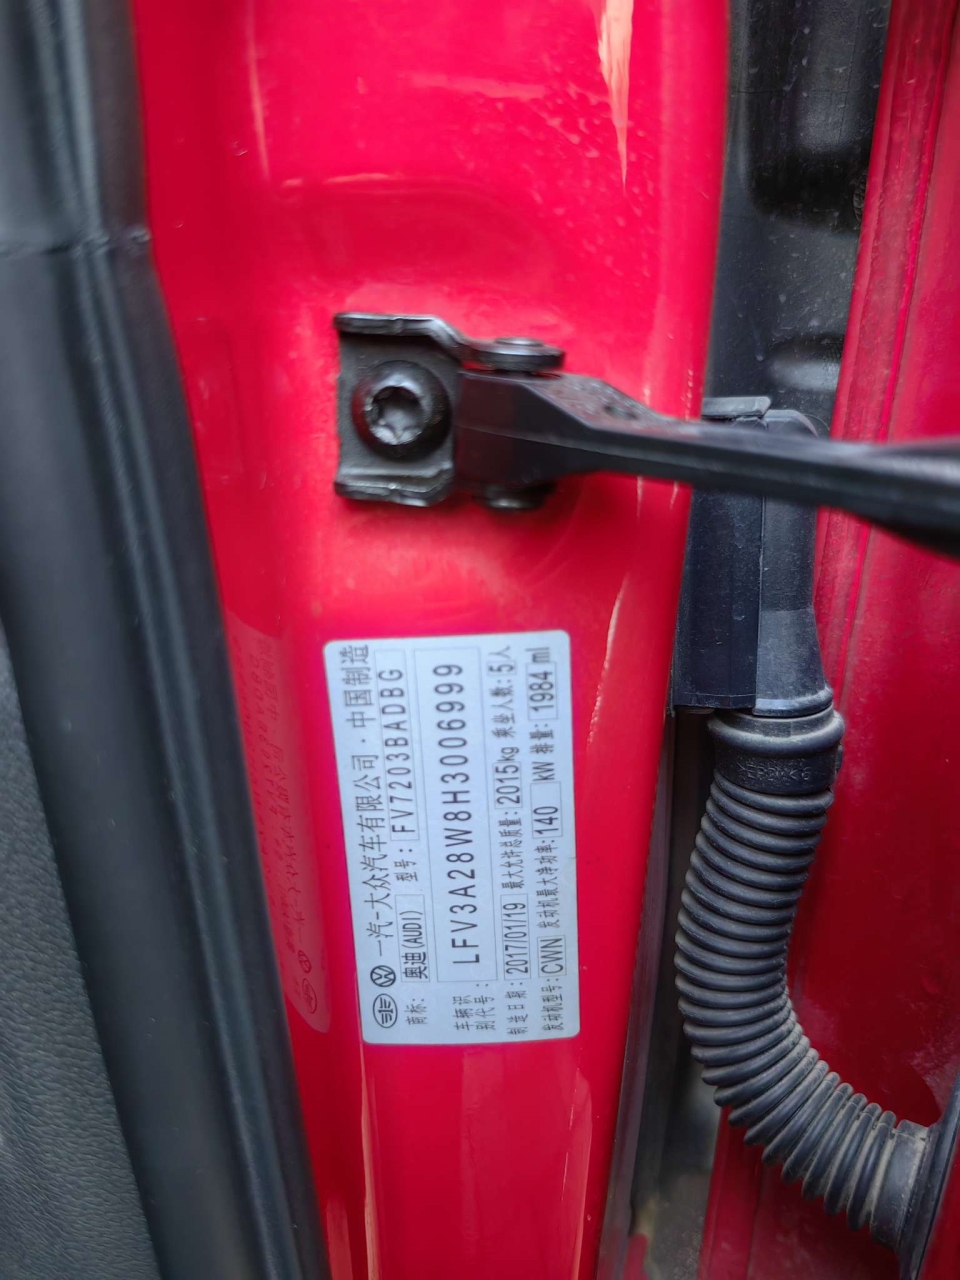 一汽-大众汽车有限公司·中国制造
商标: 奥迪(AUDI) 型号: FV7203BADBG
车辆识别代号: LFV3A28W8H3006999
制造日期: 2017/01/19 最大允许总质量: 2015kg 乘坐人数: 5人
发动机型号: CWN 发动机最大净功率: 140 kW 排量: 1984 ml
>EPDM<